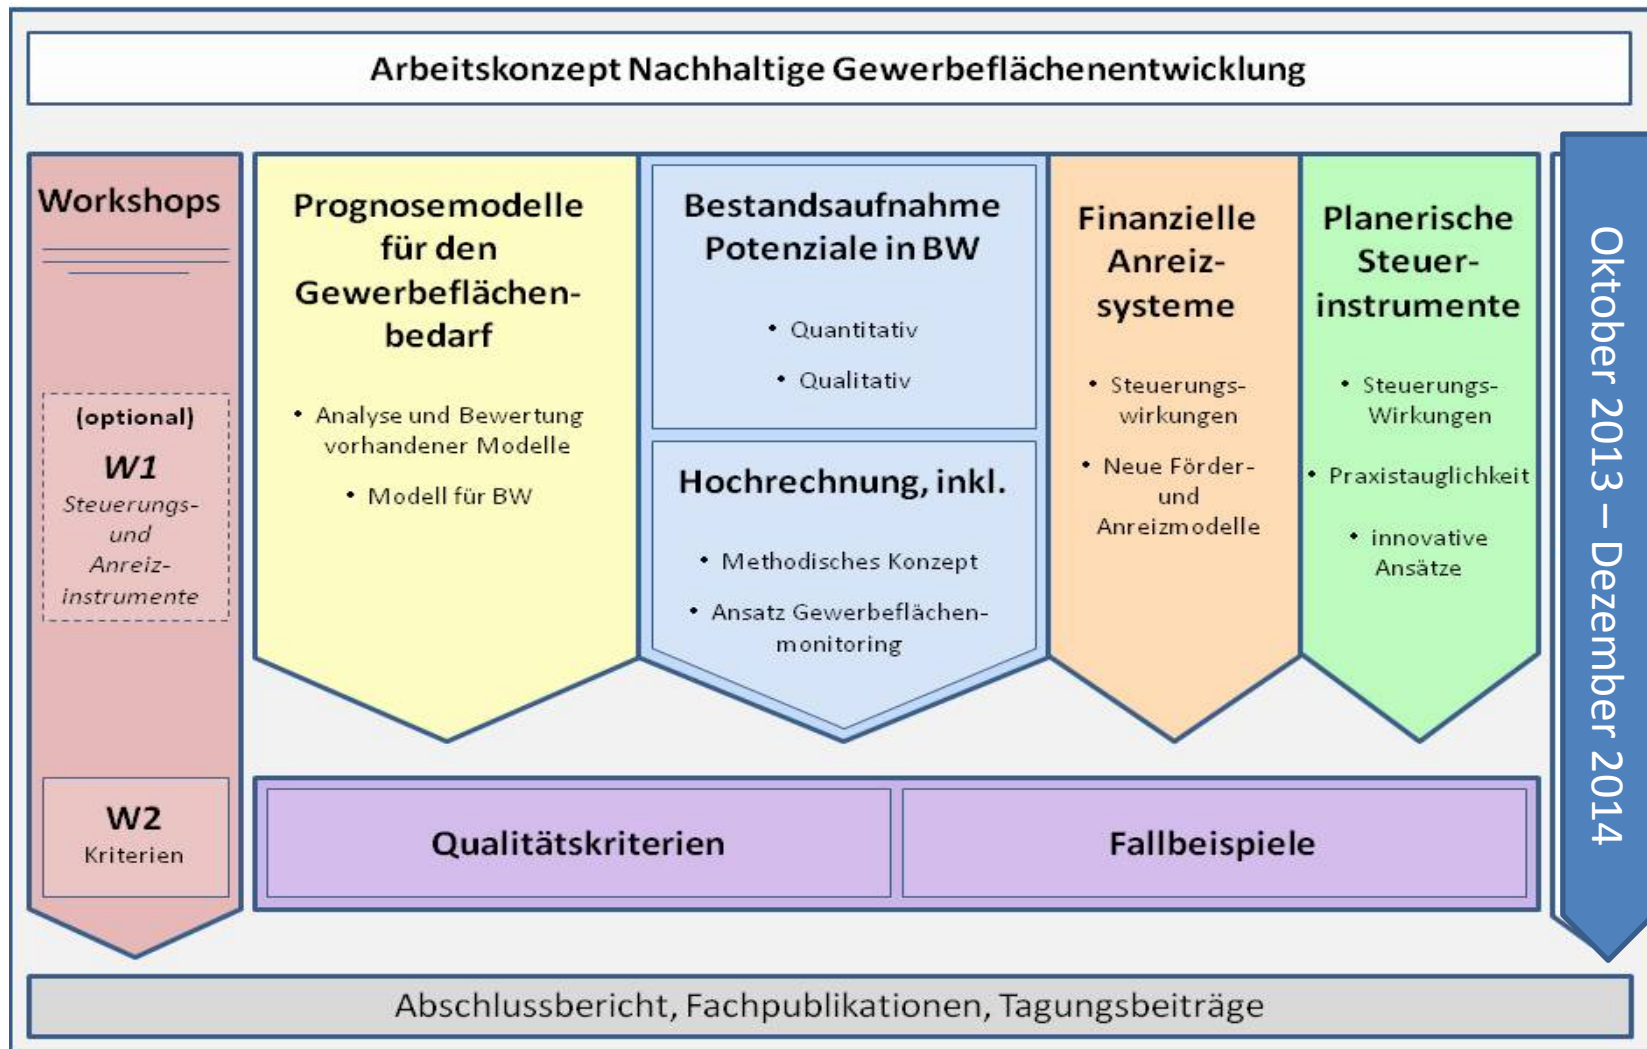 Arbeitskonzept Nachhaltige Gewerbeflächenentwicklung
Workshops
(optional)
W1
Steuerungs-
und
Anreiz-
instrumente
W2
Kriterien
Prognosemodelle
für den
Gewerbeflächen-
bedarf
• Analyse und Bewertung
vorhandener Modelle
• Modell für BW
Bestandsaufnahme
Potenziale in BW
• Quantitativ
• Qualitativ
Hochrechnung, inkl.
• Methodisches Konzept
• Ansatz Gewerbeflächen-
monitoring
Finanzielle
Anreiz-
systeme
• Steuerungs-
wirkungen
• Neue Förder-
und
Anreizmodelle
Planerische
Steuer-
instrumente
• Steuerungs-
Wirkungen
• Praxistauglichkeit
• innovative
Ansätze
Oktober 2013 – Dezember 2014
Qualitätskriterien
Fallbeispiele
Abschlussbericht, Fachpublikationen, Tagungsbeiträge